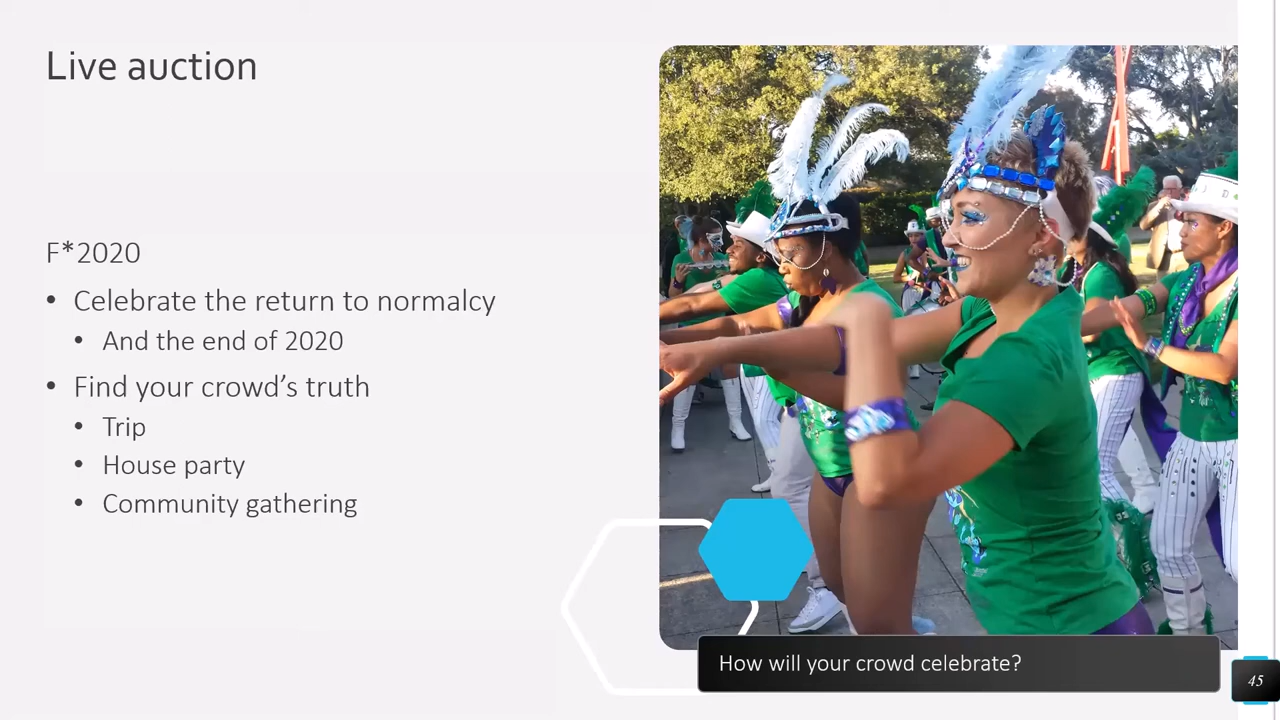 Live auction
F*2020
• Celebrate the return to normalcy
• And the end of 2020
• Find your crowd's truth
• Trip
• House party
• Community gathering
How will your crowd celebrate?
45